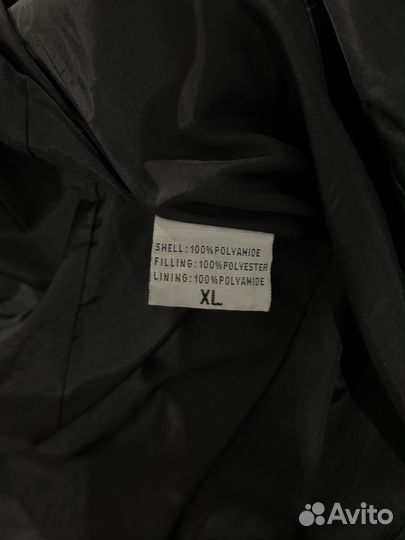 SHELL:100%POLYAMIDE
FILLING:100%POLYESTER
LINING:100%POLYAMIDE
XL
Avito